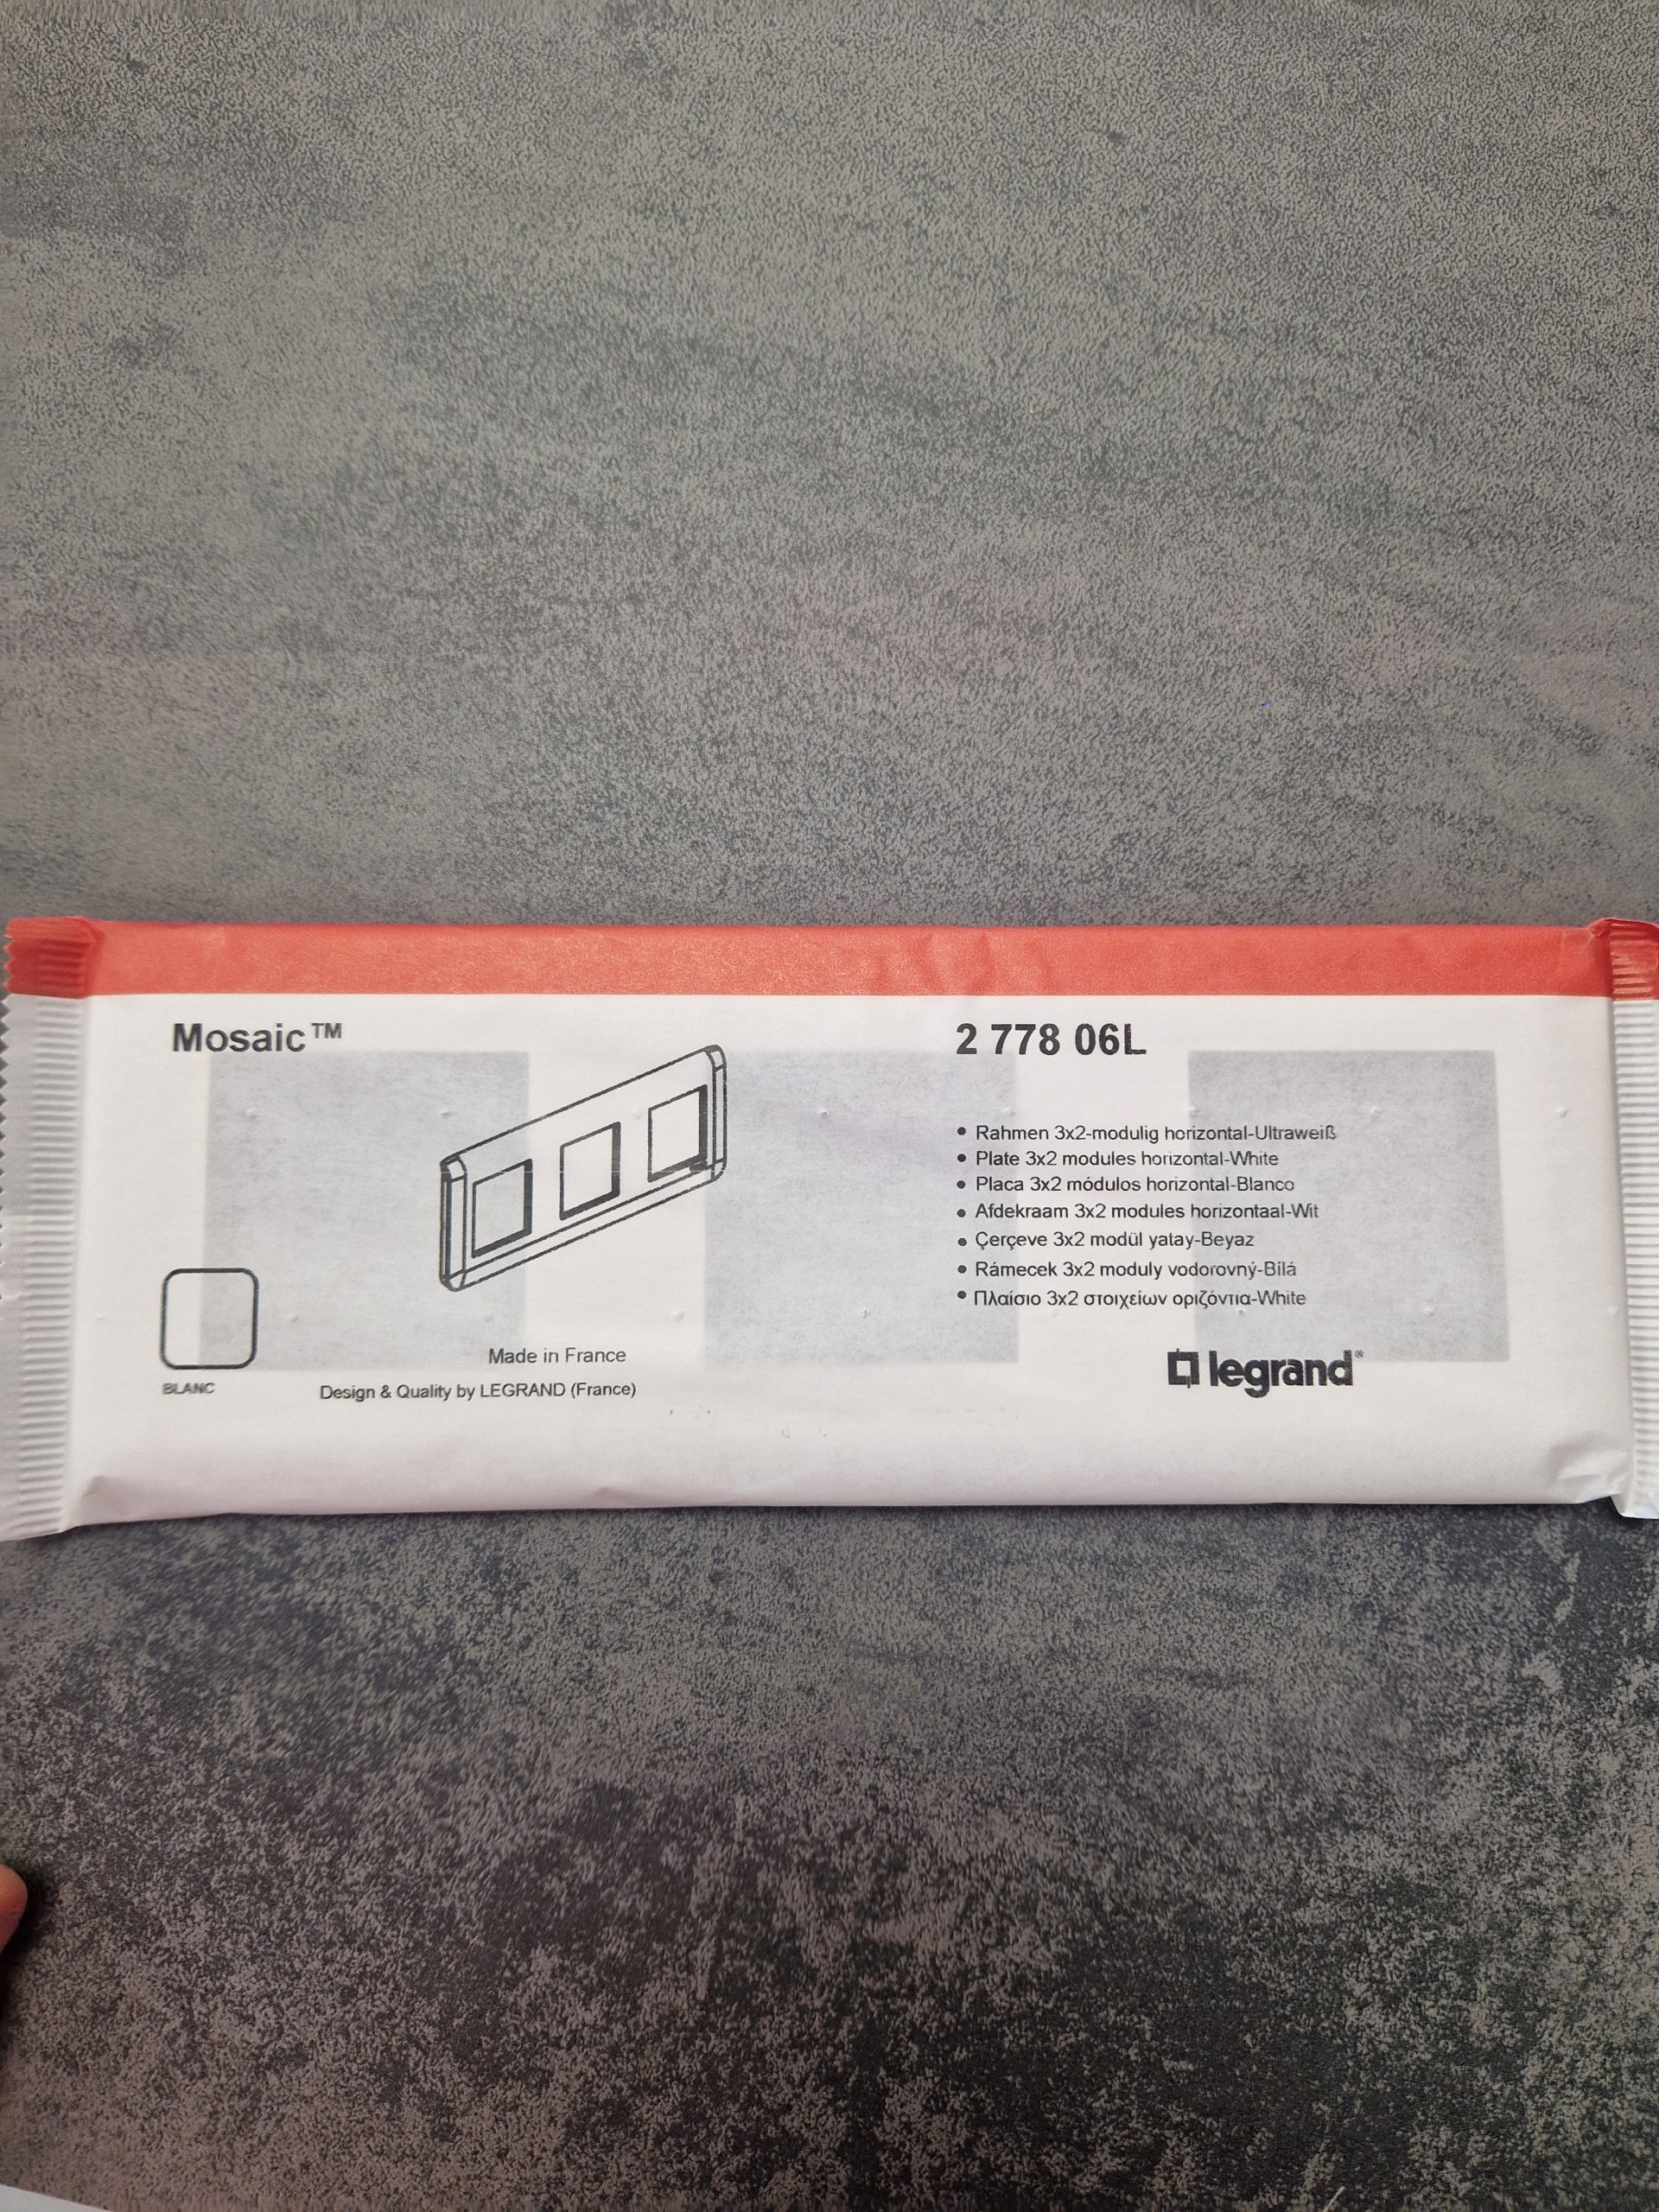 Mosaic™
2 778 06L
• Rahmen 3x2-modulig horizontal-Ultraweiß
• Plate 3x2 modules horizontal-White
• Placa 3x2 módulos horizontal-Blanco
• Afdekraam 3x2 modules horizontaal-Wit
• Çerçeve 3x2 modül yatay-Beyaz
• Rámecek 3x2 moduly vodorovný-Bílá
• Πλαίσιο 3x2 στοιχείων οριζόντια-White
BLANC
Made in France
Design & Quality by LEGRAND (France)
legrand®